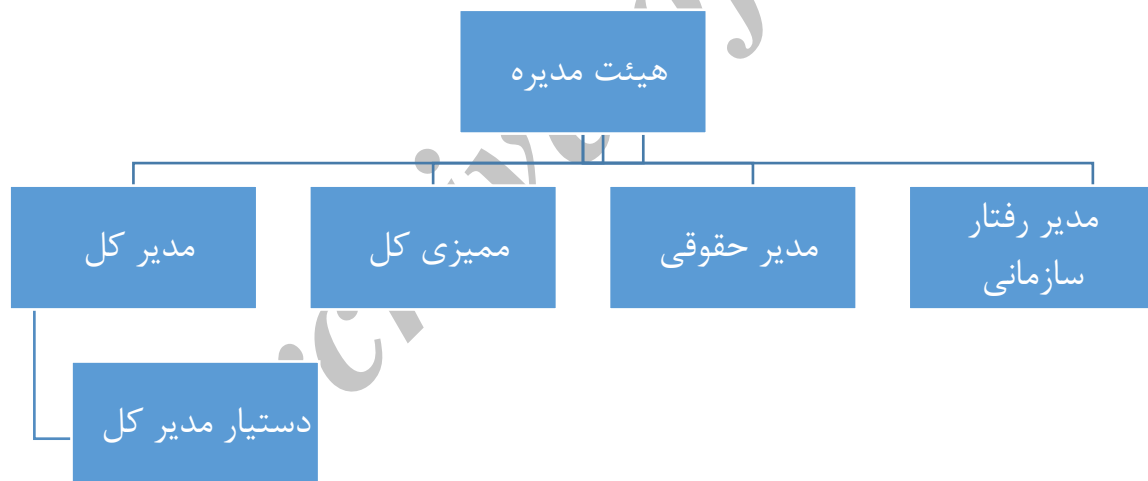 هیئت مدیره
مدیر رفتار
سازمانی
مدیر حقوقی
ممیزی کل
مدیر کل
دستیار مدیر کل